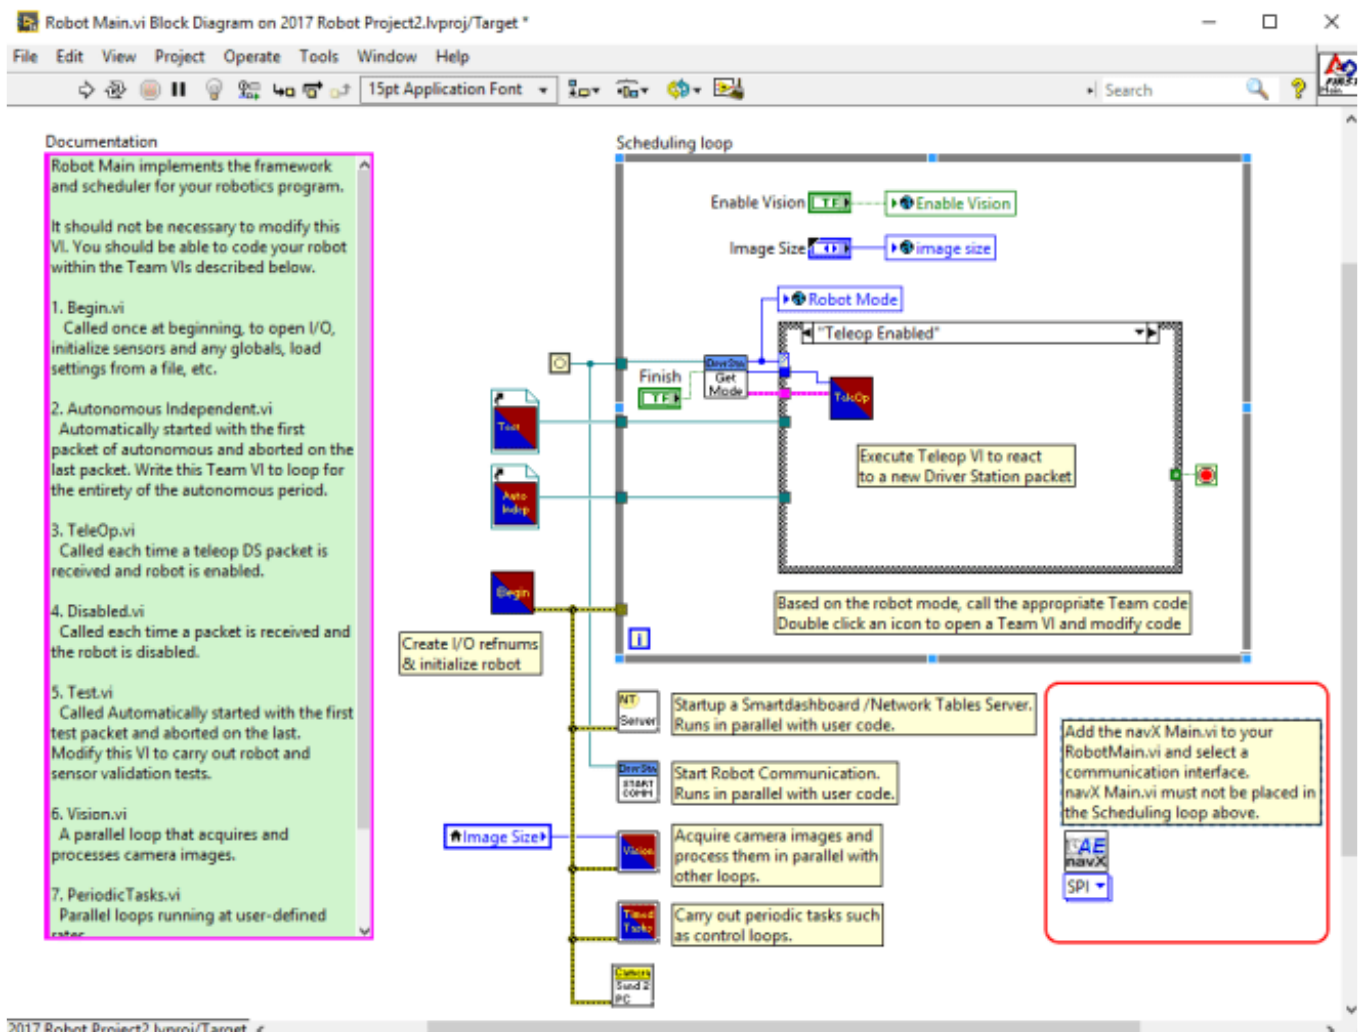 Robot Main.vi Block Diagram on 2017 Robot Project2.lvproj/Target *
File Edit View Project Operate Tools Window Help
15pt Application Font
Search
FIRST
Main
Documentation
Robot Main implements the framework
and scheduler for your robotics program.
It should not be necessary to modify this
VI. You should be able to code your robot
within the Team VIs described below.
1. Begin.vi
Called once at beginning, to open I/O,
initialize sensors and any globals, load
settings from a file, etc.
2. Autonomous Independent.vi
Automatically started with the first
packet of autonomous and aborted on the
last packet. Write this Team VI to loop for
the entirety of the autonomous period.
3. TeleOp.vi
Called each time a teleop DS packet is
received and robot is enabled.
4. Disabled.vi
Called each time a packet is received and
the robot is disabled.
5. Test.vi
Called Automatically started with the first
test packet and aborted on the last.
Modify this VI to carry out robot and
sensor validation tests.
6. Vision.vi
A parallel loop that acquires and
processes camera images.
7. PeriodicTasks.vi
Parallel loops running at user-defined
rates.
Scheduling loop
Enable Vision
TF
Enable Vision
Image Size
image size
Robot Mode
"Teleop Enabled"
Finish
TF
DrvrStn
Get
Mode
TeleOp
Execute Teleop VI to react
to a new Driver Station packet
Test
Auto
Indep
Begin
Create I/O refnums
& initialize robot
i
Based on the robot mode, call the appropriate Team code
Double click an icon to open a Team VI and modify code
NT
Server
Startup a Smartdashboard /Network Tables Server.
Runs in parallel with user code.
DrvrStn
START
COMM
Start Robot Communication.
Runs in parallel with user code.
Image Size
Vision
Acquire camera images and
process them in parallel with
other loops.
Timed
Tasks
Carry out periodic tasks such
as control loops.
Camera
Send 2
PC
Add the navX Main.vi to your
RobotMain.vi and select a
communication interface.
navX Main.vi must not be placed in
the Scheduling loop above.
AE
navX
SPI
2017 Robot Project2.lvproj/Target